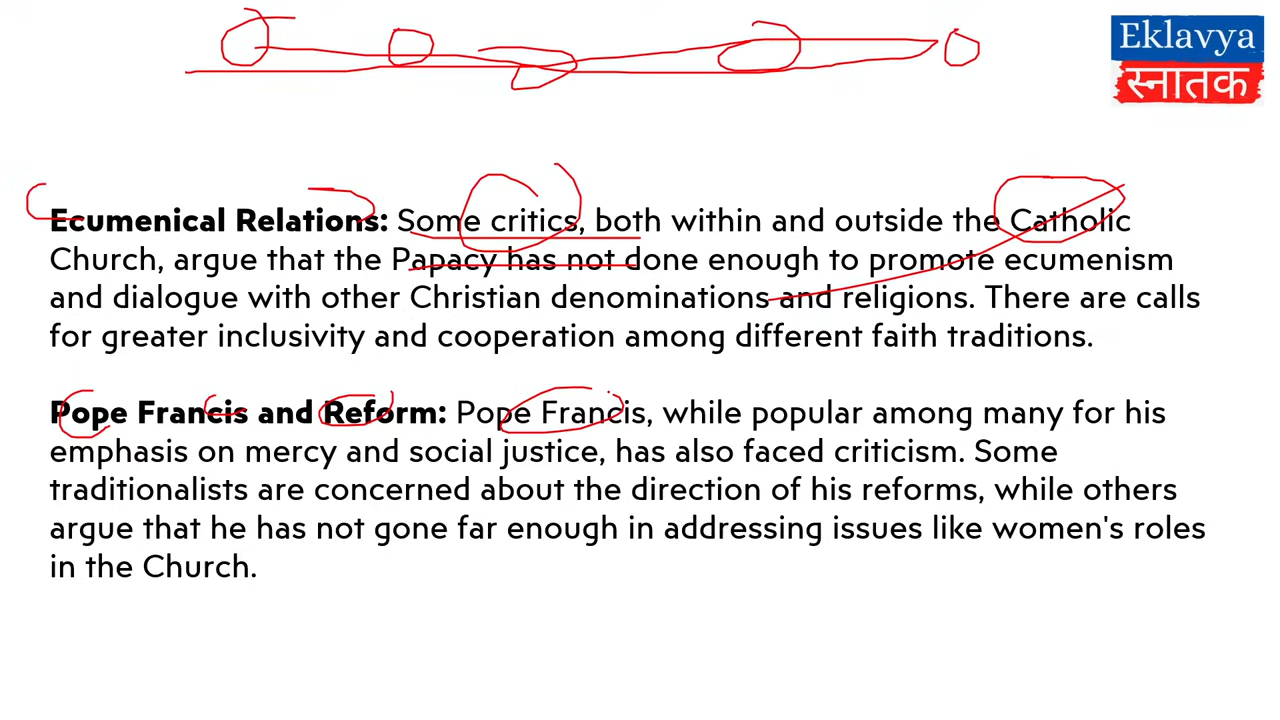 Eklavya
स्नातक
Ecumenical Relations: Some critics, both within and outside the Catholic
Church, argue that the Papacy has not done enough to promote ecumenism
and dialogue with other Christian denominations and religions. There are calls
for greater inclusivity and cooperation among different faith traditions.
Pope Francis and Reform: Pope Francis, while popular among many for his
emphasis on mercy and social justice, has also faced criticism. Some
traditionalists are concerned about the direction of his reforms, while others
argue that he has not gone far enough in addressing issues like women's roles
in the Church.